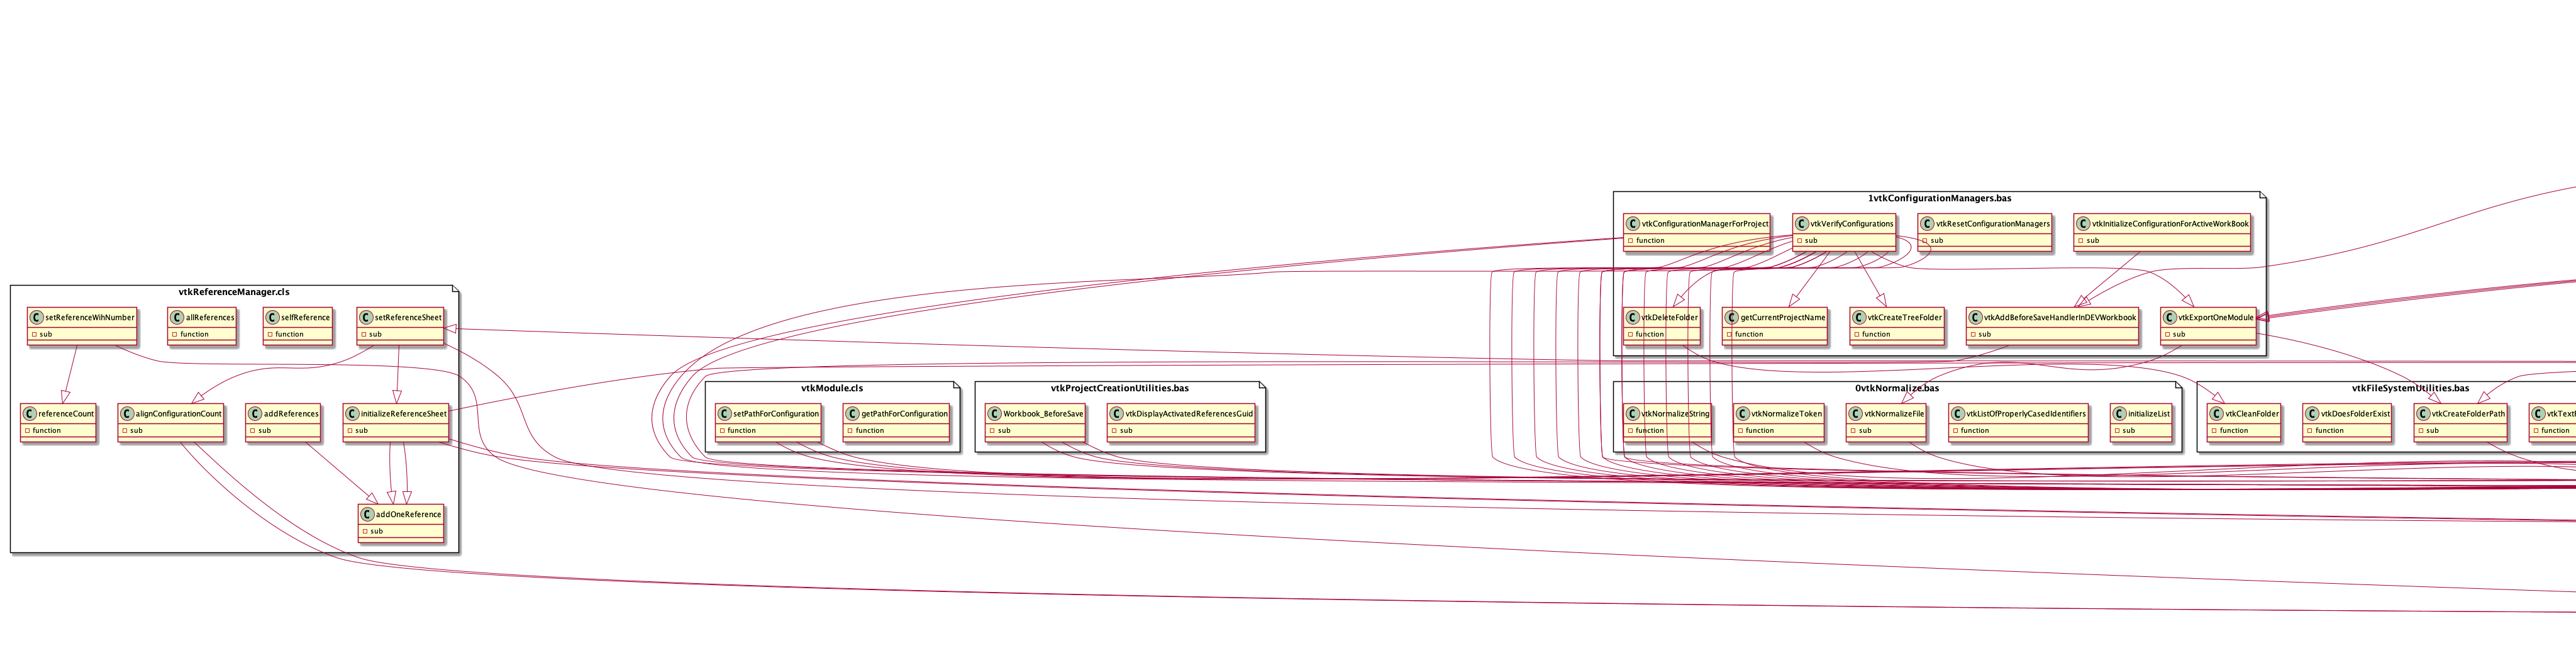 1vtkConfigurationManagers.bas
C vtkConfigurationManagerForProject
function
C vtkVerifyConfigurations
sub
C vtkResetConfigurationManagers
sub
C vtkInitializeConfigurationForActiveWorkBook
sub
C vtkDeleteFolder
function
C getCurrentProjectName
function
C vtkCreateTreeFolder
function
C vtkAddBeforeSaveHandlerInDEVWorkbook
sub
C vtkExportOneModule
sub
vtkReferenceManager.cls
C setReferenceWihNumber
sub
C allReferences
function
C selfReference
function
C setReferenceSheet
sub
C referenceCount
function
C alignConfigurationCount
sub
C addReferences
sub
C initializeReferenceSheet
sub
C addOneReference
sub
vtkModule.cls
C setPathForConfiguration
function
C getPathForConfiguration
function
vtkProjectCreationUtilities.bas
C Workbook_BeforeSave
sub
C vtkDisplayActivatedReferencesGuid
sub
0vtkNormalize.bas
C vtkNormalizeString
function
C vtkNormalizeToken
function
C vtkNormalizeFile
sub
C vtkListOfProperlyCasedIdentifiers
function
C initializeList
sub
vtkFileSystemUtilities.bas
C vtkCleanFolder
function
C vtkDoesFolderExist
function
C vtkCreateFolderPath
sub
C
function